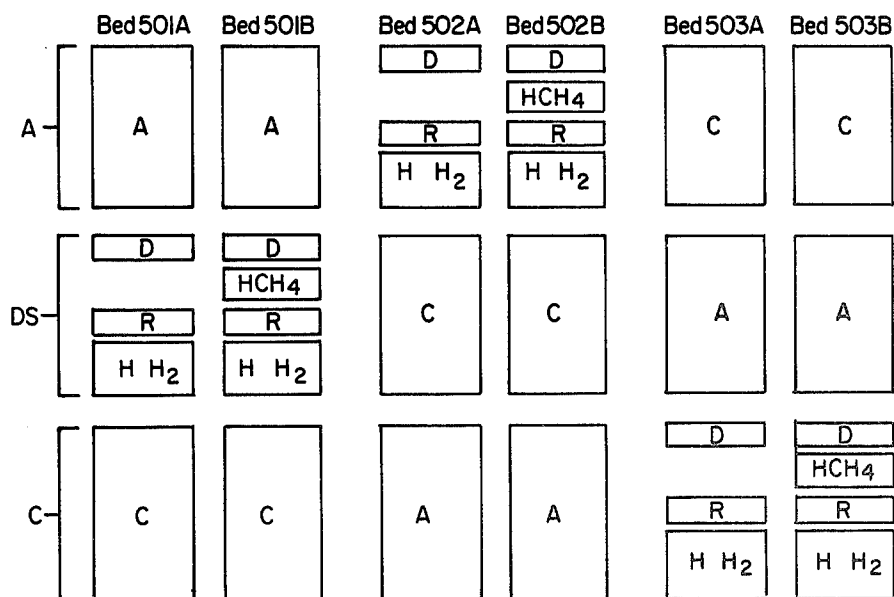 Bed 501A Bed 501B Bed 502A Bed 502B Bed 503A Bed 503B
D D
HCH4
A A A C C
R R
H H2 H H2
D D
HCH4
DS C C A A
R R
H H2 H H2
D D
HCH4
C C C A A
R R
H H2 H H2